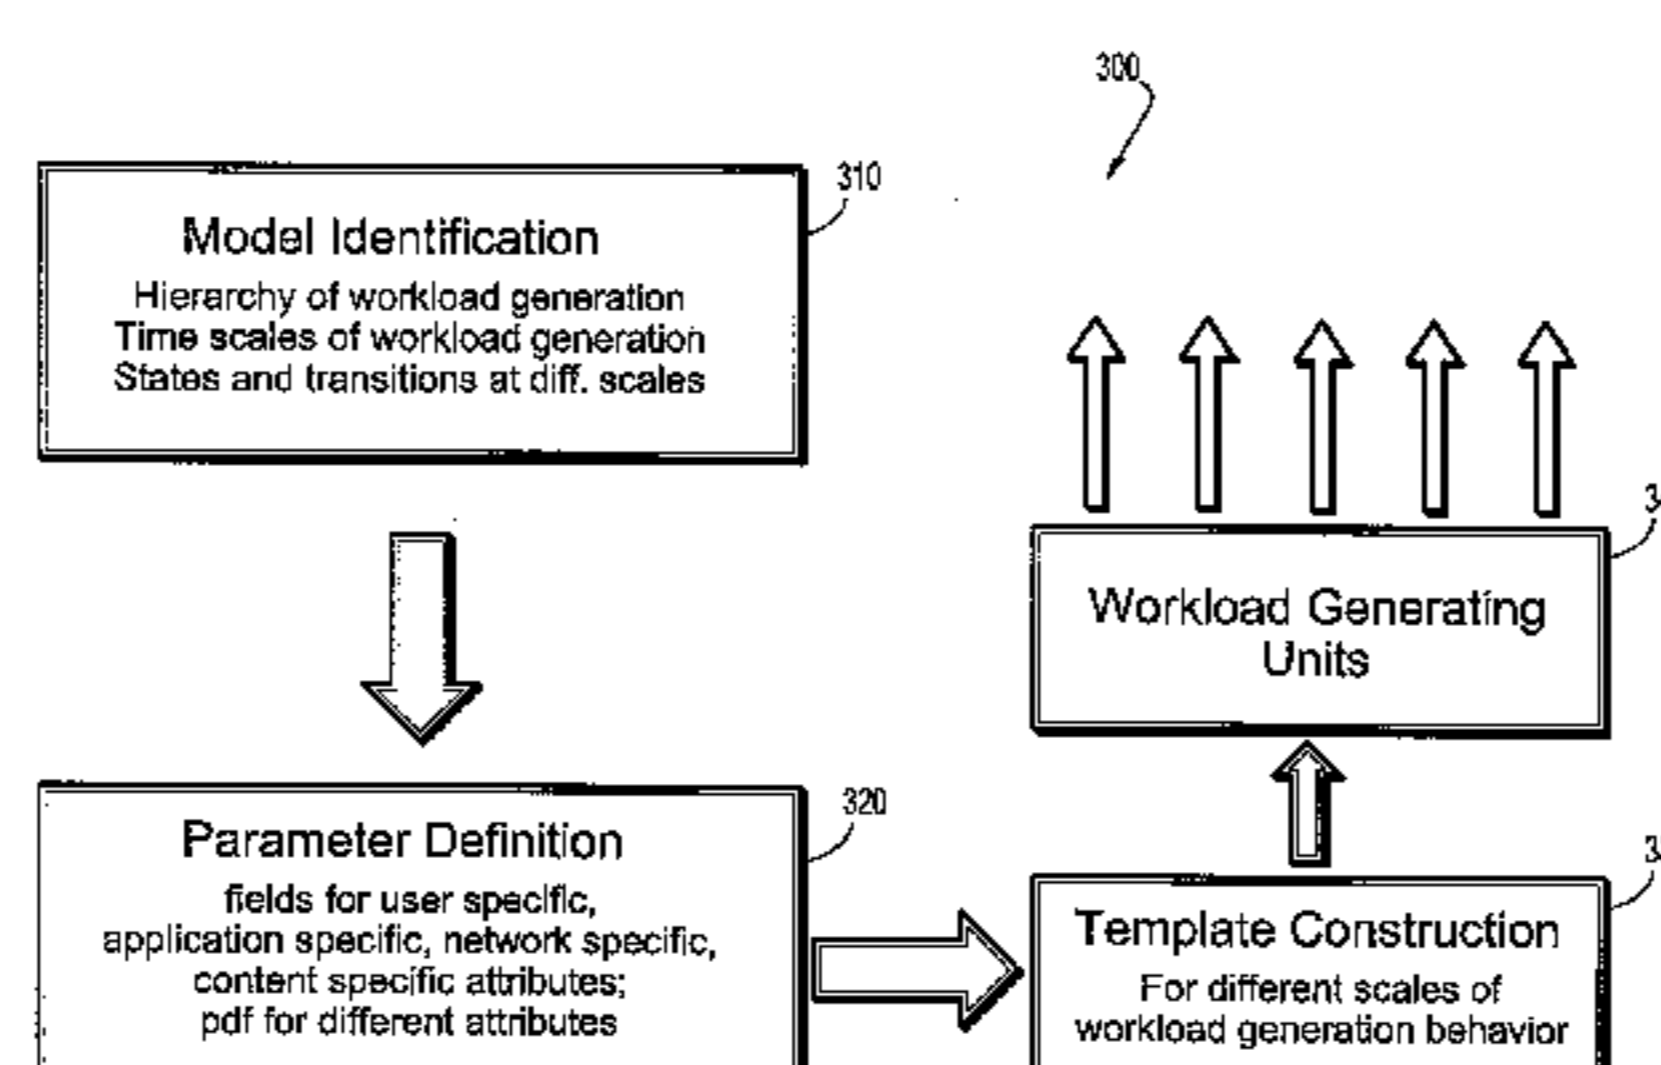 300
310
Model Identification
Hierarchy of workload generation
Time scales of workload generation
States and transitions at diff. scales
Workload Generating
Units
320
Parameter Definition
fields for user specific,
application specific, network specific,
content specific attributes;
pdf for different attributes
Template Construction
For different scales of
workload generation behavior